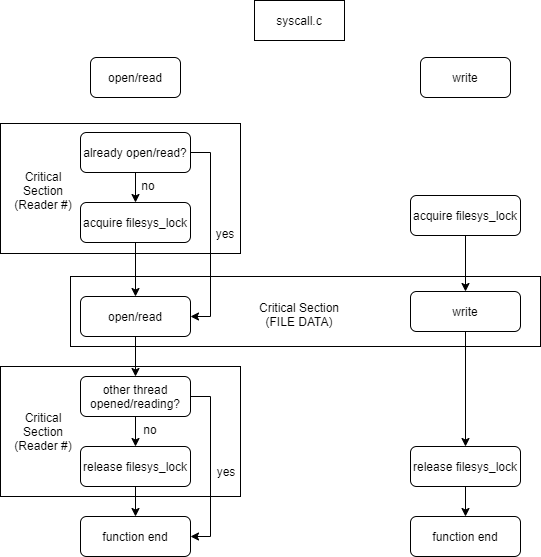 syscall.c
open/read
write
already open/read?
Critical
Section
(Reader #)
no
acquire filesys_lock
yes
acquire filesys_lock
open/read
Critical Section
(FILE DATA)
write
other thread
opened/reading?
Critical
Section
(Reader #)
no
release filesys_lock
yes
release filesys_lock
function end
function end